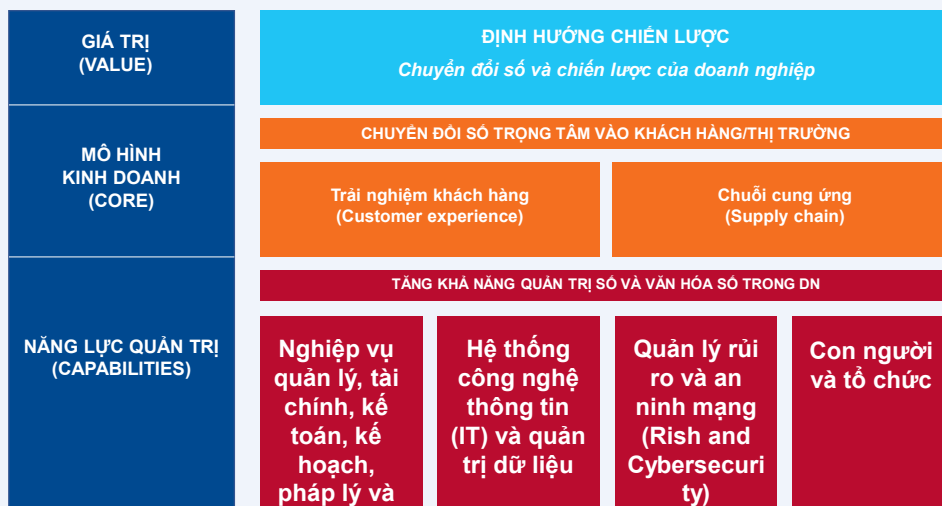 GIÁ TRỊ
(VALUE)
ĐỊNH HƯỚNG CHIẾN LƯỢC
Chuyển đổi số và chiến lược của doanh nghiệp
MÔ HÌNH
KINH DOANH
(CORE)
CHUYỂN ĐỔI SỐ TRỌNG TÂM VÀO KHÁCH HÀNG/THỊ TRƯỜNG
Trải nghiệm khách hàng
(Customer experience)
Chuỗi cung ứng
(Supply chain)
NĂNG LỰC QUẢN TRỊ
(CAPABILITIES)
TĂNG KHẢ NĂNG QUẢN TRỊ SỐ VÀ VĂN HÓA SỐ TRONG DN
Nghiệp vụ
quản lý, tài
chính, kế
toán, kế
hoạch,
pháp lý và
Hệ thống
công nghệ
thông tin
(IT) và quản
trị dữ liệu
Quản lý rủi
ro và an
ninh mạng
(Rish and
Cybersecuri
ty)
Con người
và tổ chức